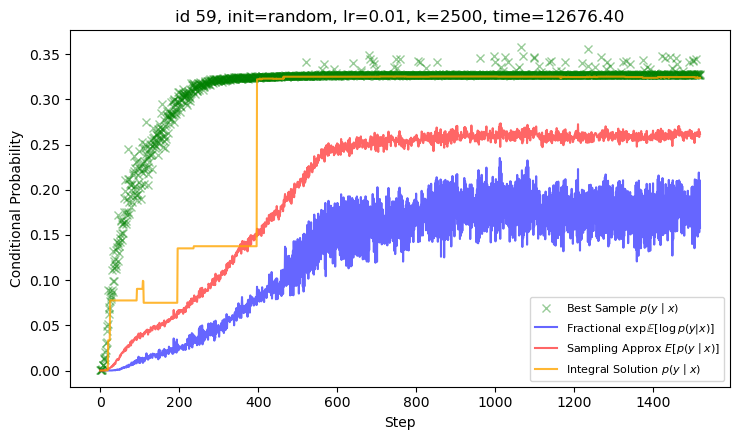 id 59, init=random, lr=0.01, k=2500, time=12676.40
Conditional Probability
0.35
0.30
0.25
0.20
0.15
0.10
0.05
0.00
Best Sample p(y | x)
Fractional exp𝔼[log p(y|x)]
Sampling Approx E[p(y | x)]
Integral Solution p(y | x)
0 200 400 600 800 1000 1200 1400
Step